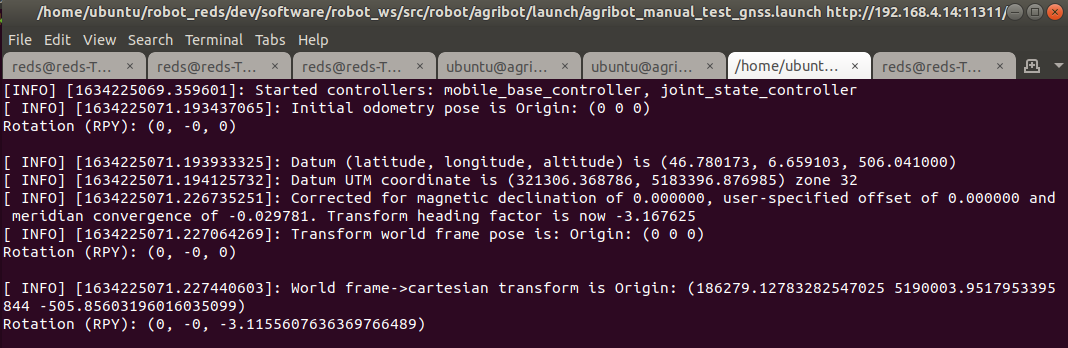 /home/ubuntu/robot_reds/dev/software/robot_ws/src/robot/agribot/launch/agribot_manual_test_gnss.launch http://192.168.4.14:11311/
File Edit View Search Terminal Tabs Help
reds@reds-T... × reds@reds-T... × reds@reds-T... × ubuntu@agri... × ubuntu@agri... × /home/ubunt... × reds@reds-T... ×
[INFO] [1634225069.359601]: Started controllers: mobile_base_controller, joint_state_controller
[ INFO] [1634225071.193437065]: Initial odometry pose is Origin: (0 0 0)
Rotation (RPY): (0, -0, 0)
[ INFO] [1634225071.193933325]: Datum (latitude, longitude, altitude) is (46.780173, 6.659103, 506.041000)
[ INFO] [1634225071.194125732]: Datum UTM coordinate is (321306.368786, 5183396.876985) zone 32
[ INFO] [1634225071.226735251]: Corrected for magnetic declination of 0.000000, user-specified offset of 0.000000 and
 meridian convergence of -0.029781. Transform heading factor is now -3.167625
[ INFO] [1634225071.227064269]: Transform world frame pose is: Origin: (0 0 0)
Rotation (RPY): (0, -0, 0)
[ INFO] [1634225071.227440603]: World frame->cartesian transform is Origin: (186279.12783282547025 5190003.9517953395
844 -505.85603196016035099)
Rotation (RPY): (0, -0, -3.1155607636369766489)